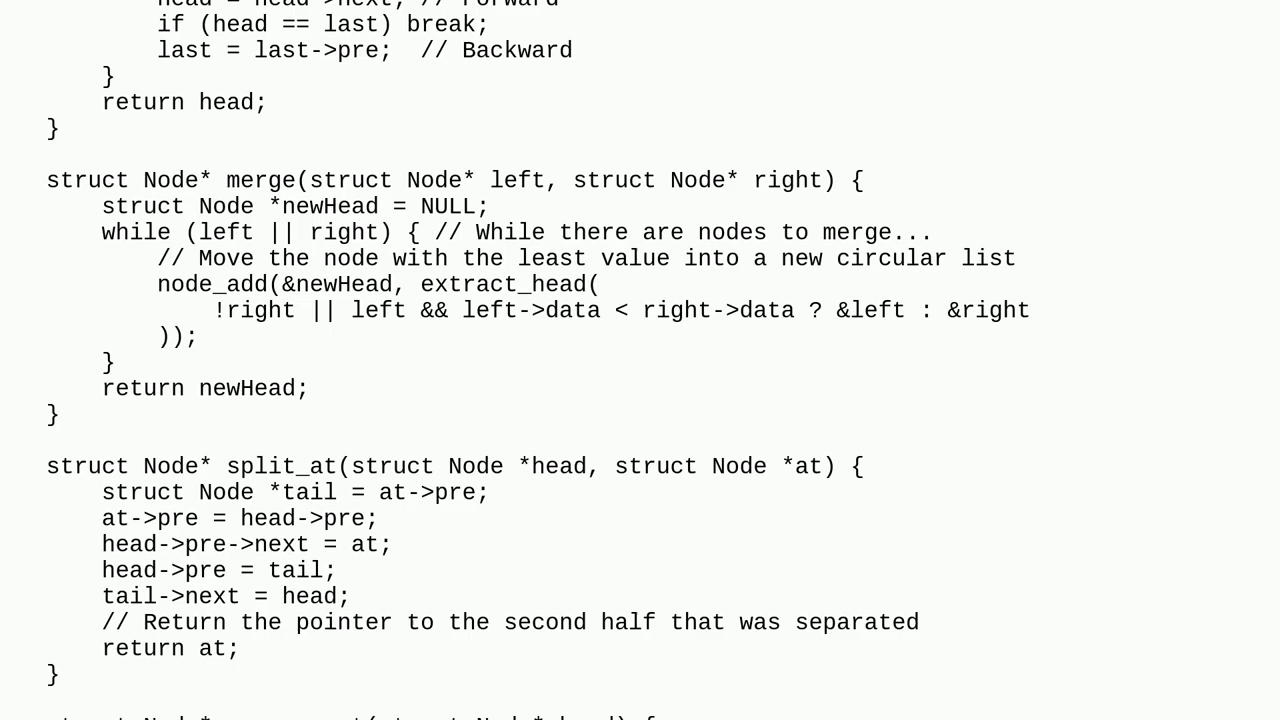 head = head->next; // Forward
if (head == last) break;
last = last->pre;  // Backward
}
return head;
}
struct Node* merge(struct Node* left, struct Node* right) {
struct Node *newHead = NULL;
while (left || right) { // While there are nodes to merge...
// Move the node with the least value into a new circular list
node_add(&newHead, extract_head(
!right || left && left->data < right->data ? &left : &right
));
}
return newHead;
}
struct Node* split_at(struct Node *head, struct Node *at) {
struct Node *tail = at->pre;
at->pre = head->pre;
head->pre->next = at;
head->pre = tail;
tail->next = head;
// Return the pointer to the second half that was separated
return at;
}